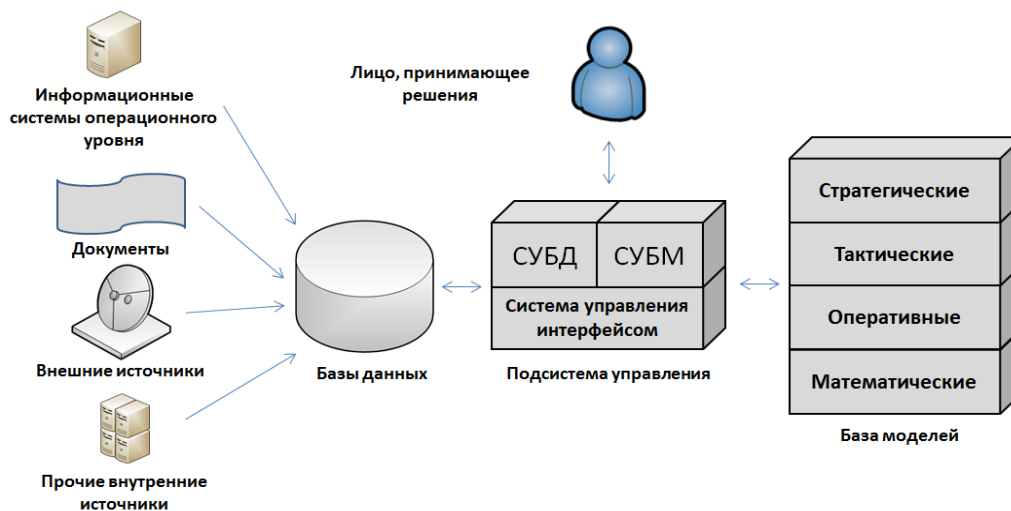 Информационные
системы операционного
уровня
Документы
Внешние источники
Прочие внутренние
источники
Базы данных
Лицо, принимающее
решения
СУБД
СУБМ
Система управления
интерфейсом
Подсистема управления
Стратегические
Тактические
Оперативные
Математические
База моделей